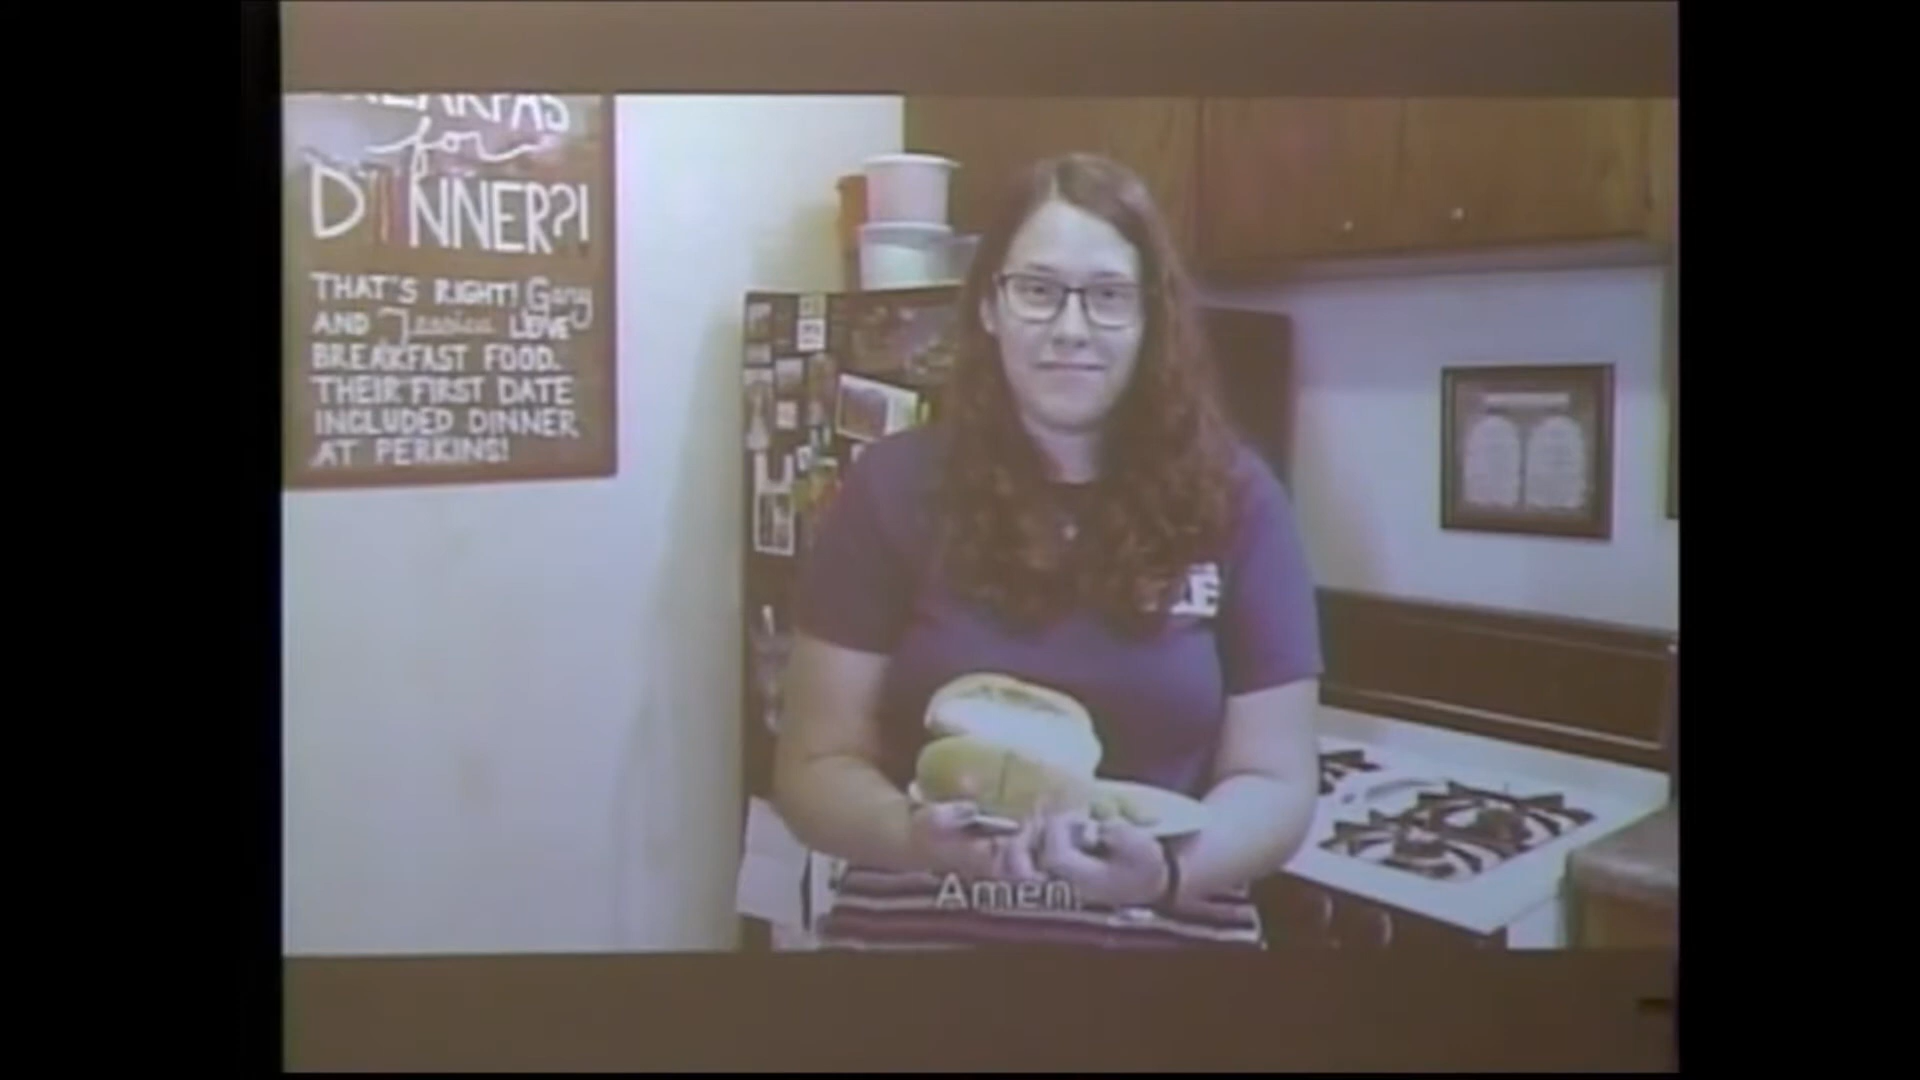 for
DINNER?!
THAT'S RIGHT! Gary
AND Jessica LOVE
BREAKFAST FOOD.
THEIR FIRST DATE
INCLUDED DINNER
AT PERKINS!
Amen.